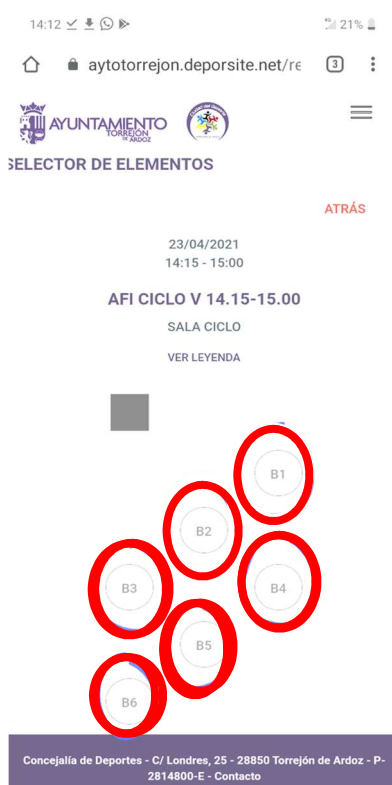 14:12
21%
aytotorrejon.deporsite.net/re
3
AYUNTAMIENTO
TORREJÓN
DE ARDOZ
SELECTOR DE ELEMENTOS
ATRÁS
23/04/2021
14:15 - 15:00
AFI CICLO V 14.15-15.00
SALA CICLO
VER LEYENDA
B1
B2
B3
B4
B5
B6
Concejalía de Deportes - C/ Londres, 25 - 28850 Torrejón de Ardoz - P-
2814800-E - Contacto